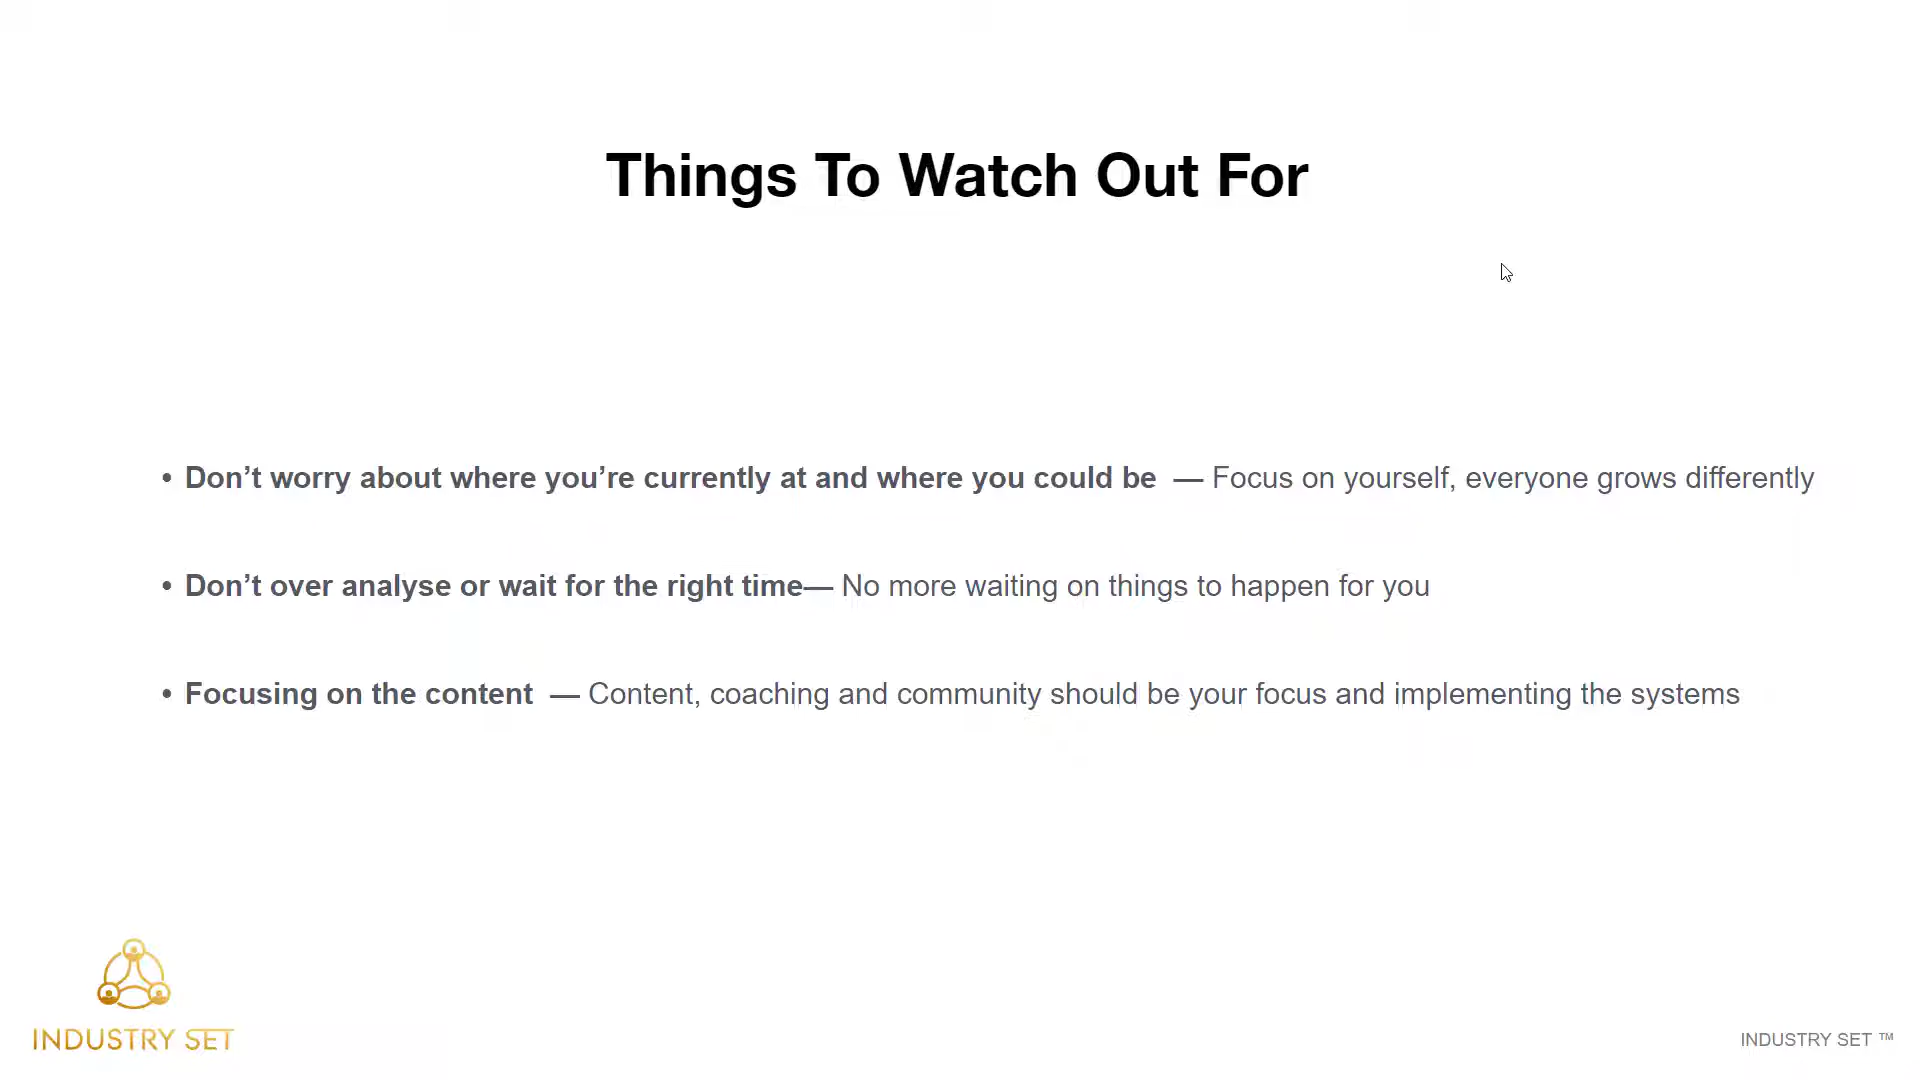 Things To Watch Out For
• Don’t worry about where you’re currently at and where you could be — Focus on yourself, everyone grows differently
• Don’t over analyse or wait for the right time— No more waiting on things to happen for you
• Focusing on the content — Content, coaching and community should be your focus and implementing the systems
INDUSTRY SET
INDUSTRY SET ™